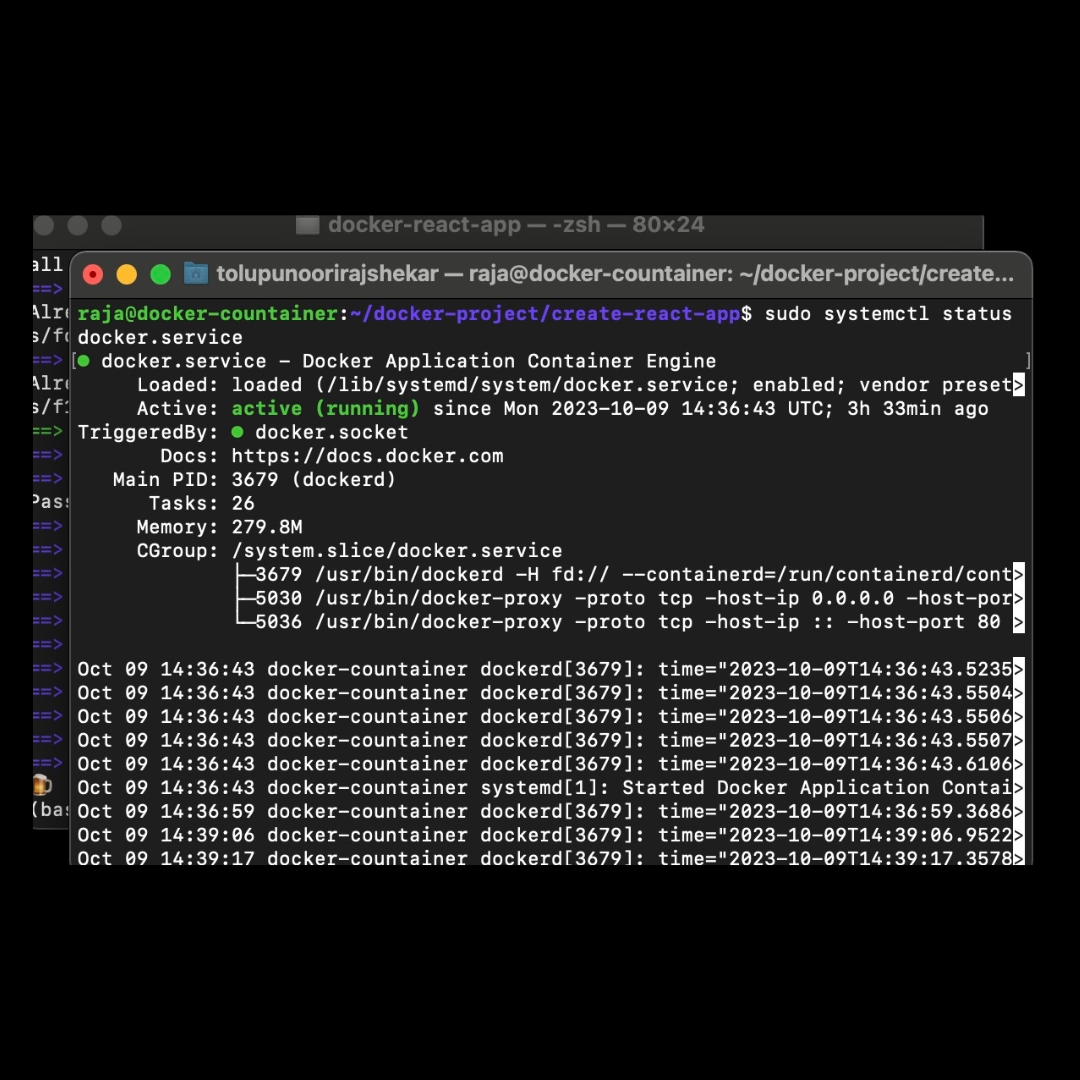 docker-react-app — -zsh — 80×24
all
==>
Alre
s/fo
==>
Alre
s/f1
==>
==>
==>
Pass
==>
==>
==>
==>
==>
==>
==>
==>
==>
==>
==>
(bas
tolupunoorirajshekar — raja@docker-countainer: ~/docker-project/create...
raja@docker-countainer:~/docker-project/create-react-app$ sudo systemctl status
docker.service
[● docker.service – Docker Application Container Engine ]
Loaded: loaded (/lib/systemd/system/docker.service; enabled; vendor preset>
Active: active (running) since Mon 2023-10-09 14:36:43 UTC; 3h 33min ago
TriggeredBy: ● docker.socket
Docs: https://docs.docker.com
Main PID: 3679 (dockerd)
Tasks: 26
Memory: 279.8M
CGroup: /system.slice/docker.service
├─3679 /usr/bin/dockerd -H fd:// --containerd=/run/containerd/cont>
├─5030 /usr/bin/docker-proxy -proto tcp -host-ip 0.0.0.0 -host-por>
└─5036 /usr/bin/docker-proxy -proto tcp -host-ip :: -host-port 80 >
Oct 09 14:36:43 docker-countainer dockerd[3679]: time="2023-10-09T14:36:43.5235>
Oct 09 14:36:43 docker-countainer dockerd[3679]: time="2023-10-09T14:36:43.5504>
Oct 09 14:36:43 docker-countainer dockerd[3679]: time="2023-10-09T14:36:43.5506>
Oct 09 14:36:43 docker-countainer dockerd[3679]: time="2023-10-09T14:36:43.5507>
Oct 09 14:36:43 docker-countainer dockerd[3679]: time="2023-10-09T14:36:43.6106>
Oct 09 14:36:43 docker-countainer systemd[1]: Started Docker Application Contai>
Oct 09 14:36:59 docker-countainer dockerd[3679]: time="2023-10-09T14:36:59.3686>
Oct 09 14:39:06 docker-countainer dockerd[3679]: time="2023-10-09T14:39:06.9522>
Oct 09 14:39:17 docker-countainer dockerd[3679]: time="2023-10-09T14:39:17.3578>